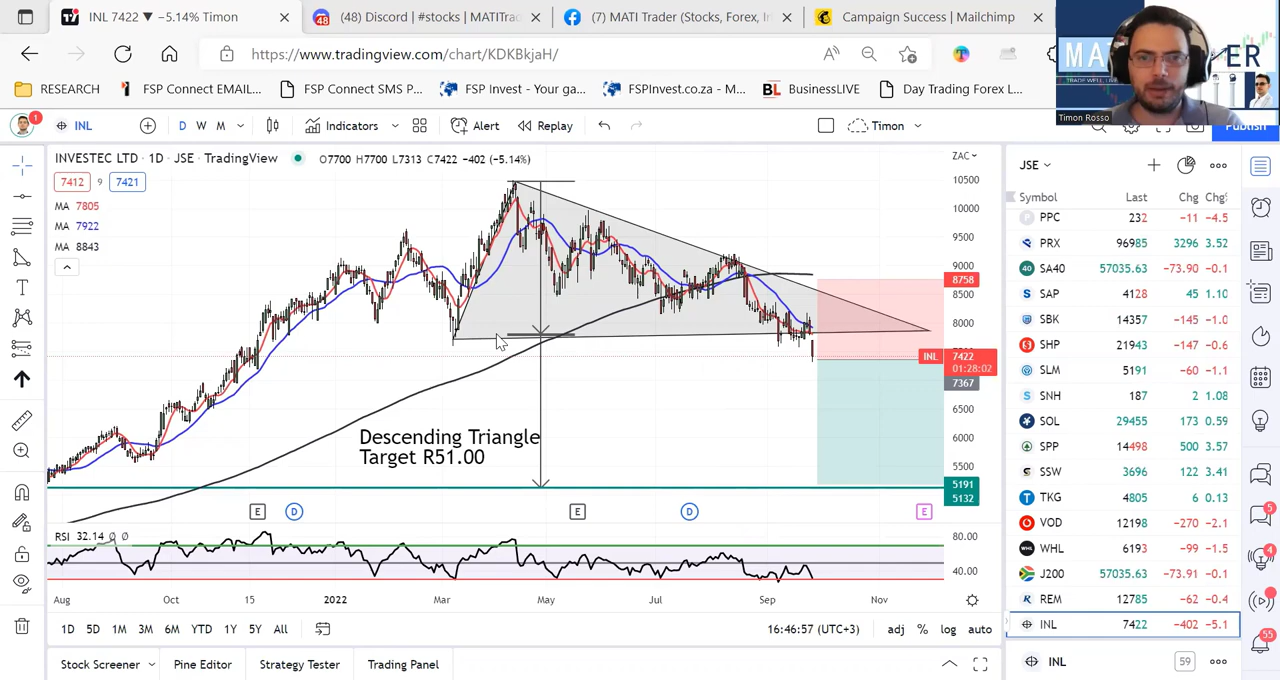 INL 7422 ▼ −5.14% Timon
(48) Discord | #stocks | MATITra
(7) MATI Trader (Stocks, Forex, In
Campaign Success | Mailchimp
https://www.tradingview.com/chart/KDKBkjaH/
RESEARCH
FSP Connect EMAIL...
FSP Connect SMS P...
FSP Invest - Your ga...
FSPInvest.co.za - M...
BL BusinessLIVE
Day Trading Forex L...
MA
ER
Timon Rosso
1
INL
D W M
Indicators
Alert
Replay
Timon
Publish
INVESTEC LTD · 1D · JSE · TradingView
O7700 H7700 L7313 C7422 −402 (−5.14%)
ZAC
7412 9 7421
MA 7805
MA 7922
MA 8843
10500
10000
9500
9000
8758
8500
8000
INL 7422
01:28:02
7367
6500
6000
5500
5191
5132
Descending Triangle
Target R51.00
E D E D E
RSI 32.14 ∅ ∅
80.00
40.00
Aug Oct 15 2022 Mar May Jul Sep Nov
1D 5D 1M 3M 6M YTD 1Y 5Y All
16:46:57 (UTC+3)
adj % log auto
Stock Screener
Pine Editor
Strategy Tester
Trading Panel
JSE
Symbol Last Chg Chg%
PPC 232 −11 −4.5
PRX 96985 3296 3.52
SA40 57035.63 −73.90 −0.1
SAP 4128 45 1.10
SBK 14357 −145 −1.0
SHP 21943 −147 −0.6
SLM 5191 −60 −1.1
SNH 187 2 1.08
SOL 29455 173 0.59
SPP 14498 500 3.57
SSW 3696 122 3.41
TKG 4805 6 0.13
VOD 12198 −270 −2.1
WHL 6193 −99 −1.5
J200 57035.63 −73.91 −0.1
REM 12785 −62 −0.4
INL 7422 −402 −5.1
INL 59
5
4
55